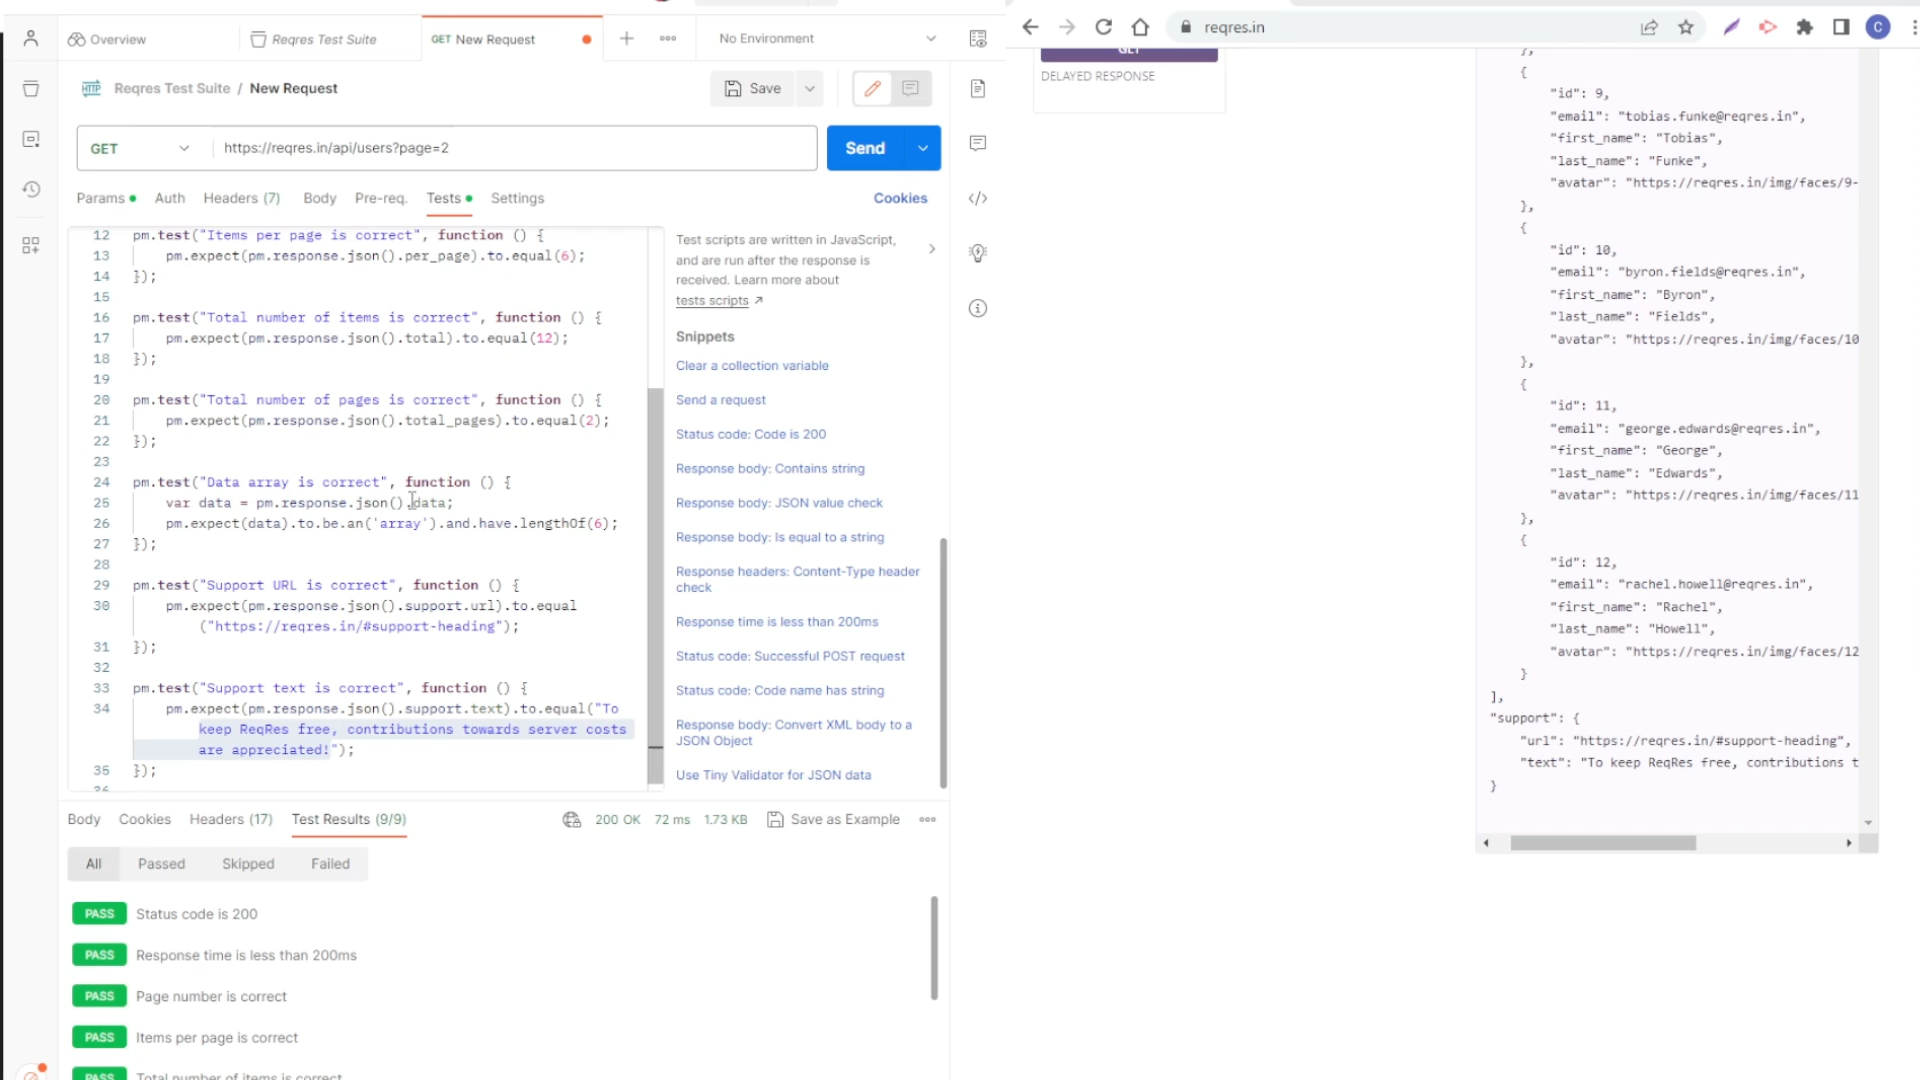 Overview
Reqres Test Suite
GET New Request
No Environment
HTTP Reqres Test Suite / New Request
Save
GET
https://reqres.in/api/users?page=2
Send
Params
Auth
Headers (7)
Body
Pre-req.
Tests
Settings
Cookies
12 pm.test("Items per page is correct", function () {
13 pm.expect(pm.response.json().per_page).to.equal(6);
14 });
15
16 pm.test("Total number of items is correct", function () {
17 pm.expect(pm.response.json().total).to.equal(12);
18 });
19
20 pm.test("Total number of pages is correct", function () {
21 pm.expect(pm.response.json().total_pages).to.equal(2);
22 });
23
24 pm.test("Data array is correct", function () {
25 var data = pm.response.json().data;
26 pm.expect(data).to.be.an('array').and.have.lengthOf(6);
27 });
28
29 pm.test("Support URL is correct", function () {
30 pm.expect(pm.response.json().support.url).to.equal
("https://reqres.in/#support-heading");
31 });
32
33 pm.test("Support text is correct", function () {
34 pm.expect(pm.response.json().support.text).to.equal("To
keep ReqRes free, contributions towards server costs
are appreciated!");
35 });
36
Test scripts are written in JavaScript,
and are run after the response is
received. Learn more about
tests scripts ↗
Snippets
Clear a collection variable
Send a request
Status code: Code is 200
Response body: Contains string
Response body: JSON value check
Response body: Is equal to a string
Response headers: Content-Type header
check
Response time is less than 200ms
Status code: Successful POST request
Status code: Code name has string
Response body: Convert XML body to a
JSON Object
Use Tiny Validator for JSON data
Body
Cookies
Headers (17)
Test Results (9/9)
200 OK
72 ms
1.73 KB
Save as Example
All
Passed
Skipped
Failed
PASS Status code is 200
PASS Response time is less than 200ms
PASS Page number is correct
PASS Items per page is correct
PASS Total number of items is correct
reqres.in
C
GET
DELAYED RESPONSE
},
{
"id": 9,
"email": "tobias.funke@reqres.in",
"first_name": "Tobias",
"last_name": "Funke",
"avatar": "https://reqres.in/img/faces/9-
},
{
"id": 10,
"email": "byron.fields@reqres.in",
"first_name": "Byron",
"last_name": "Fields",
"avatar": "https://reqres.in/img/faces/10
},
{
"id": 11,
"email": "george.edwards@reqres.in",
"first_name": "George",
"last_name": "Edwards",
"avatar": "https://reqres.in/img/faces/11
},
{
"id": 12,
"email": "rachel.howell@reqres.in",
"first_name": "Rachel",
"last_name": "Howell",
"avatar": "https://reqres.in/img/faces/12
}
],
"support": {
"url": "https://reqres.in/#support-heading",
"text": "To keep ReqRes free, contributions t
}